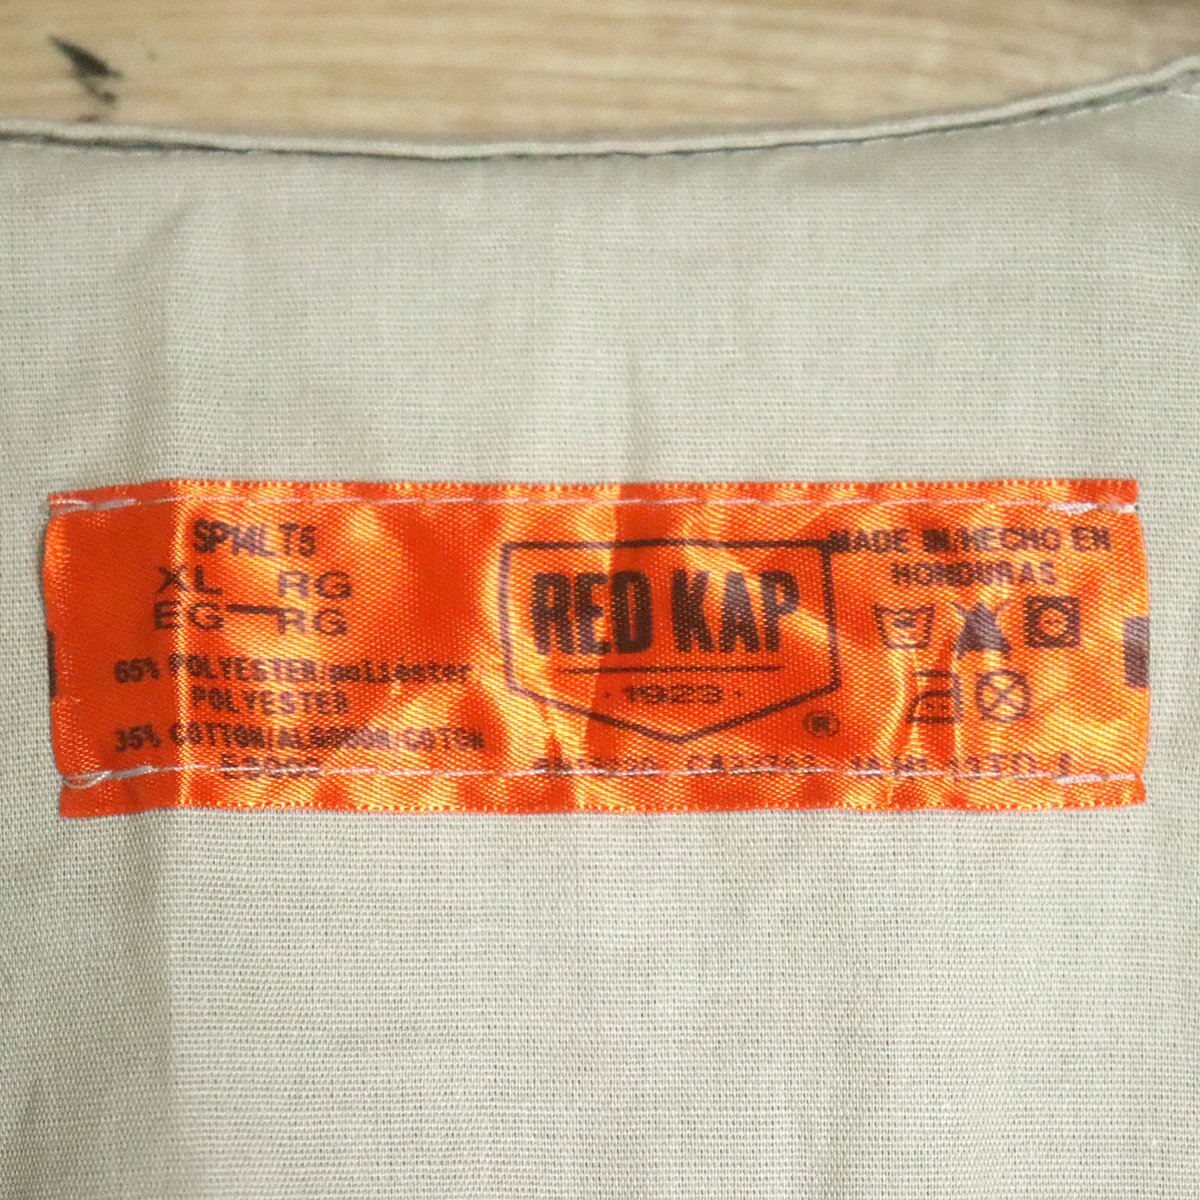 SP14LT5
XL RG
EG RG
65% POLYESTER/poliester
POLYESTER
35% COTTON/ALGODON/COTON
RED KAP
1923
®
MADE IN/HECHO EN
HONDURAS